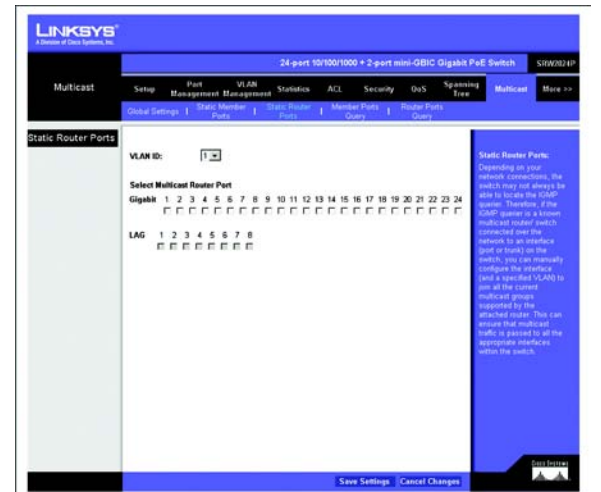 LINKSYS®
A Division of Cisco Systems, Inc.
24-port 10/100/1000 + 2-port mini-GBIC Gigabit PoE Switch
SRW2024P
Multicast
Setup
Port Management
VLAN Management
Statistics
ACL
Security
QoS
Spanning Tree
Multicast
More >>
Global Settings | Static Member Ports | Static Router Ports | Member Ports Query | Router Ports Query
Static Router Ports
VLAN ID: 1
Select Multicast Router Port
Gigabit 1 2 3 4 5 6 7 8 9 10 11 12 13 14 15 16 17 18 19 20 21 22 23 24
LAG 1 2 3 4 5 6 7 8
Static Router Ports:
Depending on your
network connections, the
switch may not always be
able to locate the IGMP
querier. Therefore, if the
IGMP querier is a known
multicast router/ switch
connected over the
network to an interface
(port or trunk) on the
switch, you can manually
configure the interface
(and a specified VLAN) to
join all the current
multicast groups
supported by the
attached router. This can
ensure that multicast
traffic is passed to all the
appropriate interfaces
within the switch.
Save Settings
Cancel Changes
CISCO SYSTEMS